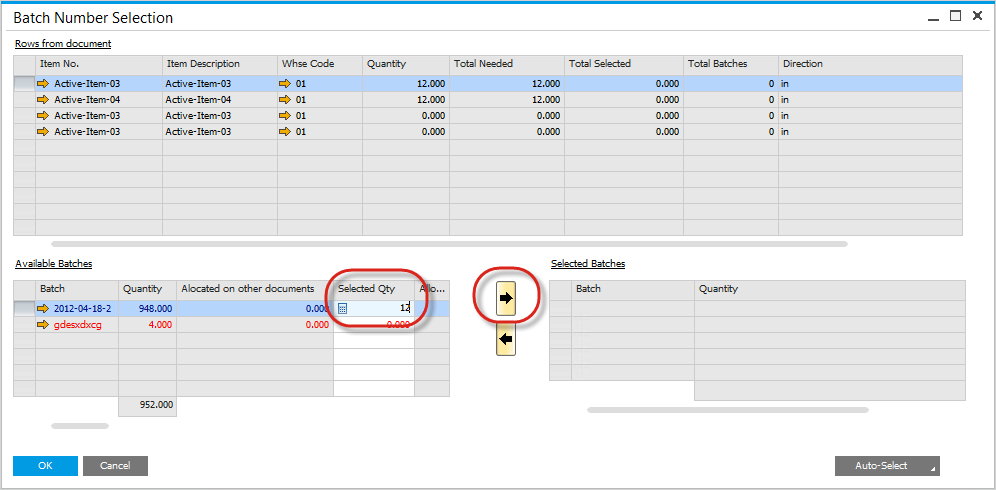 Batch Number Selection
Rows from document
Item No. Item Description Whse Code Quantity Total Needed Total Selected Total Batches Direction
Active-Item-03 Active-Item-03 01 12.000 12.000 0.000 0 in
Active-Item-04 Active-Item-04 01 12.000 12.000 0.000 0 in
Active-Item-03 Active-Item-03 01 0.000 0.000 0.000 0 in
Active-Item-03 Active-Item-03 01 0.000 0.000 0.000 0 in
Available Batches
Batch Quantity Alocated on other documents Selected Qty Allo...
2012-04-18-2 948.000 0.000 12
gdesxdxcg 4.000 0.000 0.000
952.000
Selected Batches
Batch Quantity
OK Cancel Auto-Select